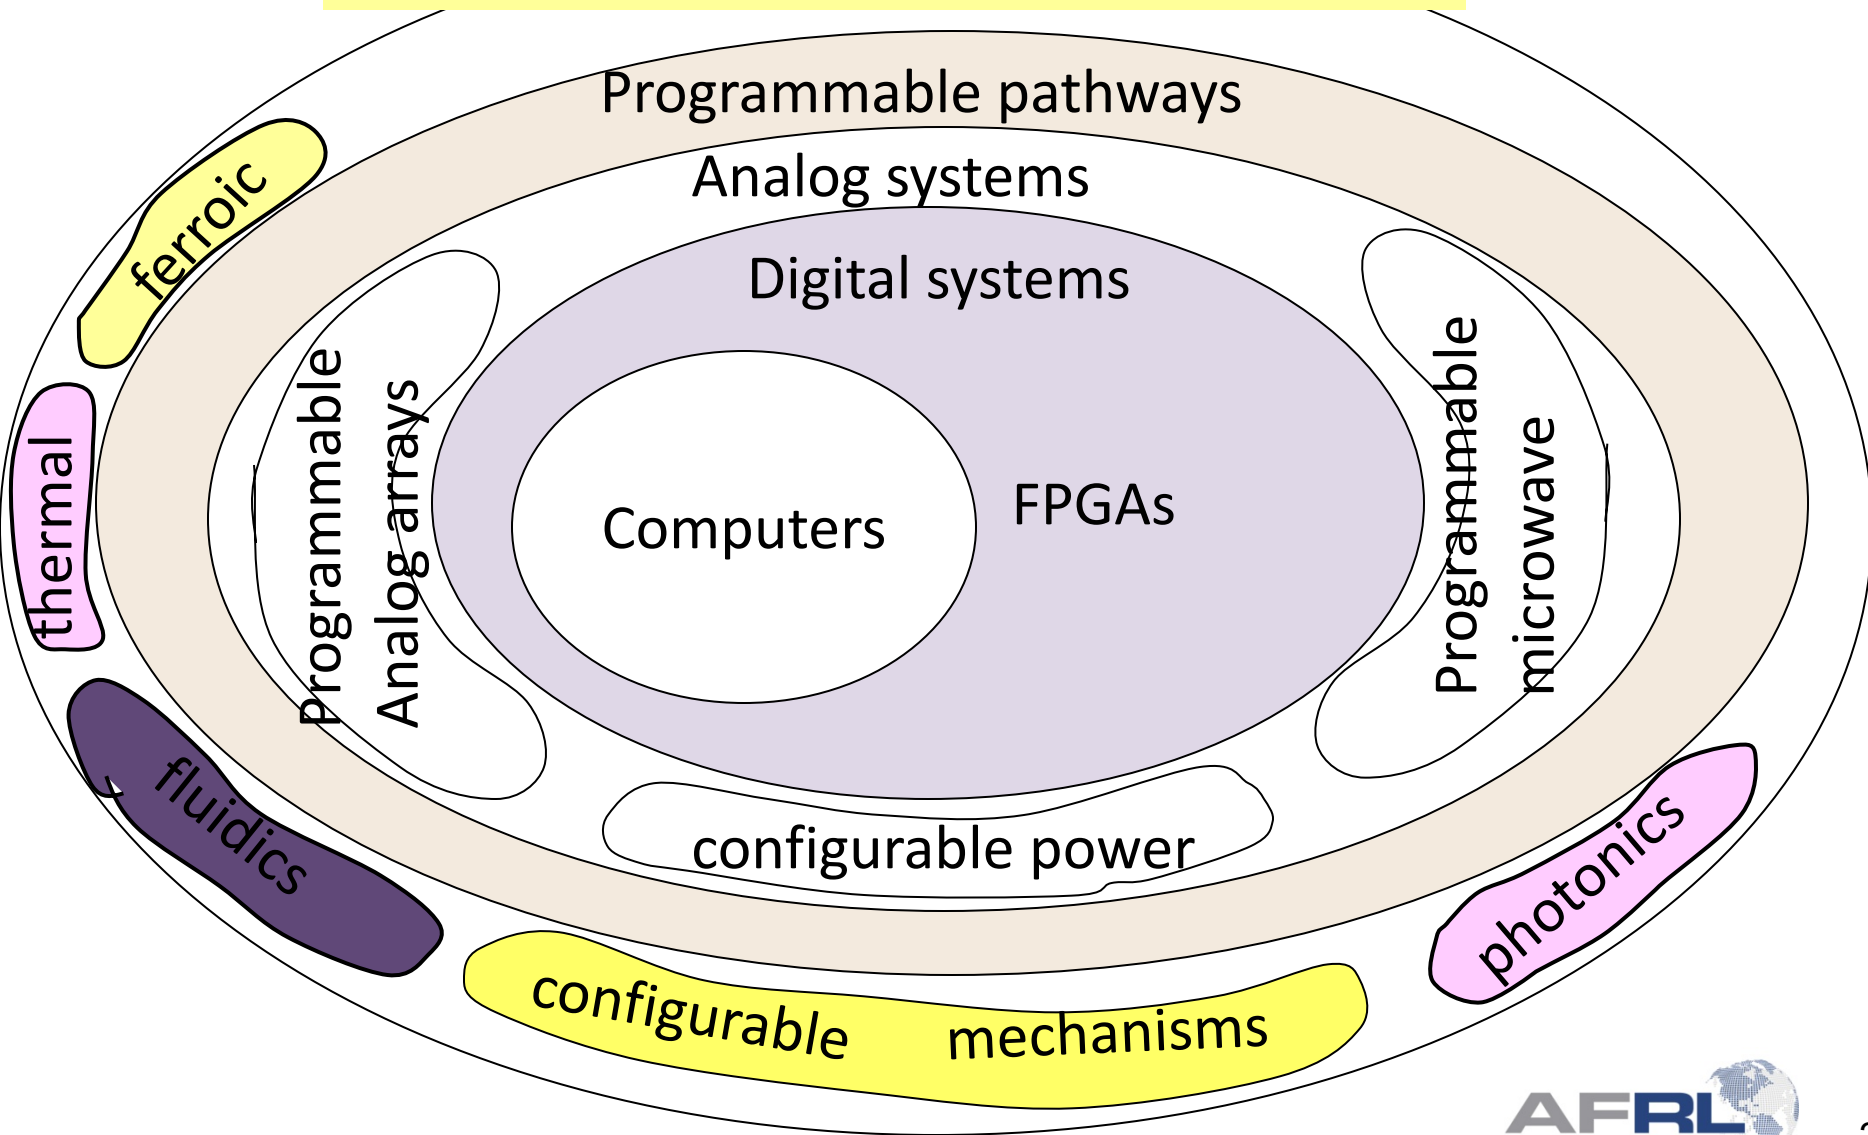 Programmable pathways
Analog systems
Digital systems
ferroic
thermal
fluidics
Programmable
Analog arrays
Computers
FPGAs
Programmable
microwave
configurable power
photonics
configurable mechanisms
AFRL